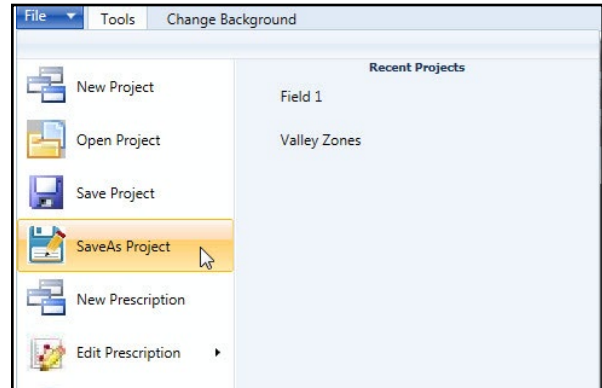 File Tools Change Background
Recent Projects
New Project
Field 1
Open Project
Valley Zones
Save Project
SaveAs Project
New Prescription
Edit Prescription